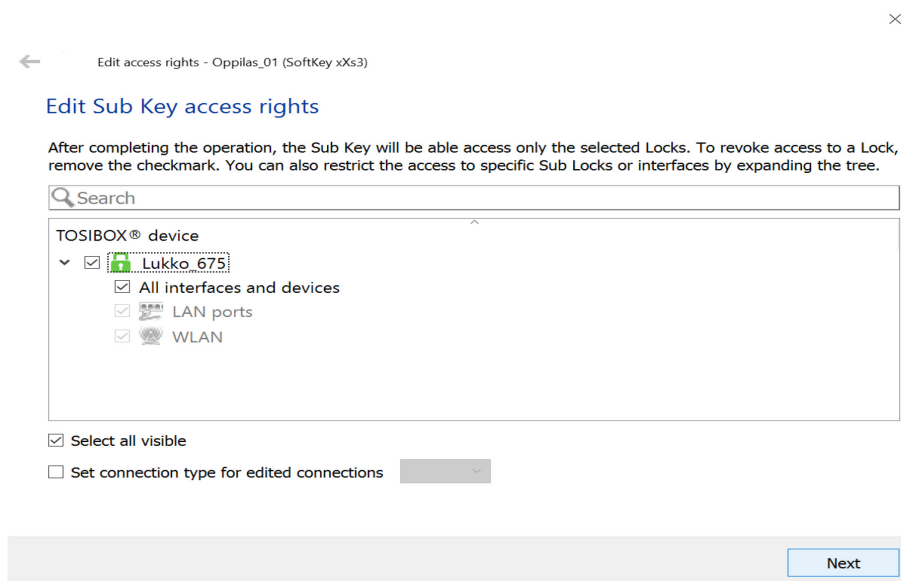 Edit access rights - Oppilas_01 (SoftKey xXs3)
Edit Sub Key access rights
After completing the operation, the Sub Key will be able access only the selected Locks. To revoke access to a Lock,
remove the checkmark. You can also restrict the access to specific Sub Locks or interfaces by expanding the tree.
Search
TOSIBOX® device
Lukko_675
All interfaces and devices
LAN ports
WLAN
Select all visible
Set connection type for edited connections
Next